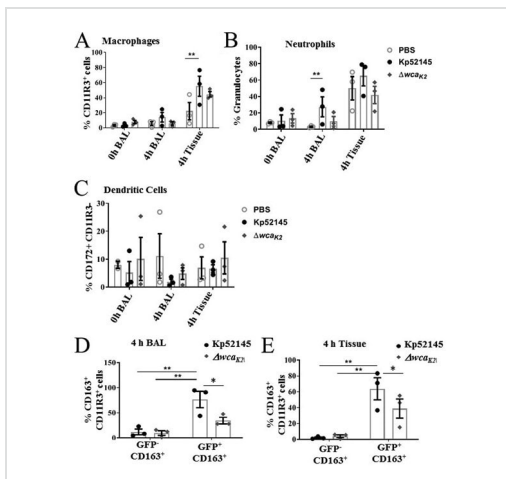 A
Macrophages
**
% CD11R3⁺ cells
100
80
60
40
20
0
0h BAL
4h BAL
4h Tissue
B
Neutrophils
**
% Granulocytes
100
80
60
40
20
0
0h BAL
4h BAL
4h Tissue
PBS
Kp52145
ΔwcaK2
C
Dendritic Cells
% CD172+ CD11R3-
30
20
10
0
0h BAL
4h BAL
4h Tissue
PBS
Kp52145
ΔwcaK2
D
4 h BAL
Kp52145
ΔwcaK2
**
**
*
% CD163⁺
CD11R3⁺ cells
150
100
50
0
GFP⁻
CD163⁺
GFP⁺
CD163⁺
E
4 h Tissue
Kp52145
ΔwcaK2
**
**
*
% CD163⁺
CD11R3⁺ cells
100
80
60
40
20
0
GFP⁻
CD163⁺
GFP⁺
CD163⁺